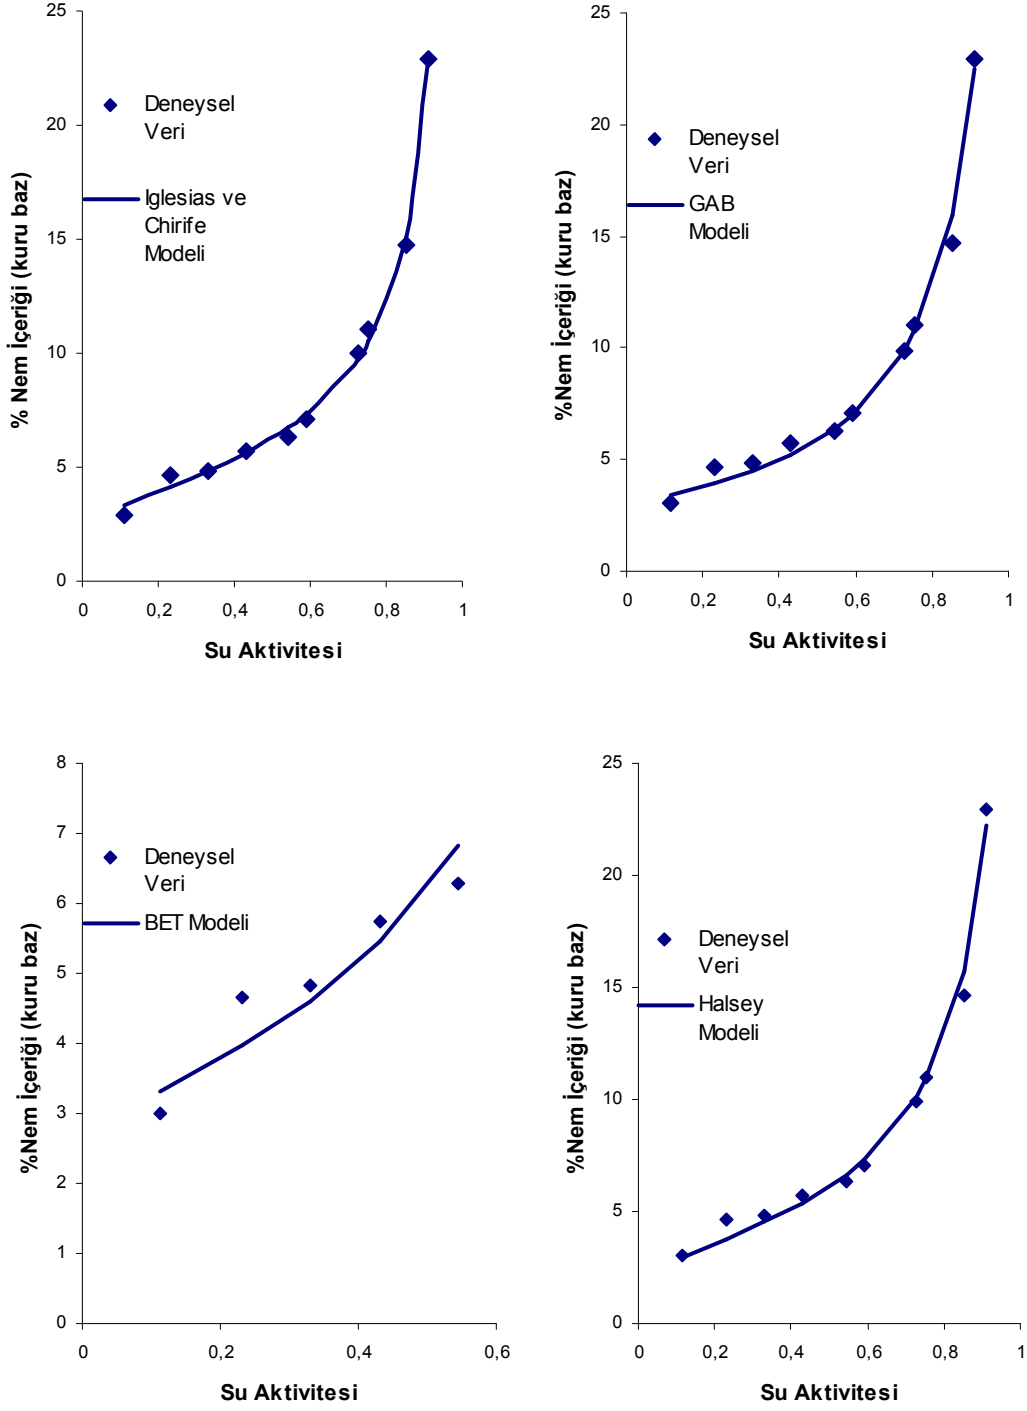 % Nem İçeriği (kuru baz)
25
20
15
10
5
0
Deneysel
Veri
Iglesias ve
Chirife
Modeli
0
0,2
0,4
0,6
0,8
1
Su Aktivitesi
%Nem İçeriği (kuru baz)
25
20
15
10
5
0
Deneysel
Veri
GAB
Modeli
0
0,2
0,4
0,6
0,8
1
Su Aktivitesi
%Nem İçeriği (kuru baz)
8
7
6
5
4
3
2
1
0
Deneysel
Veri
BET Modeli
0
0,2
0,4
0,6
Su Aktivitesi
%Nem İçeriği (kuru baz)
25
20
15
10
5
0
Deneysel
Veri
Halsey
Modeli
0
0,2
0,4
0,6
0,8
1
Su Aktivitesi